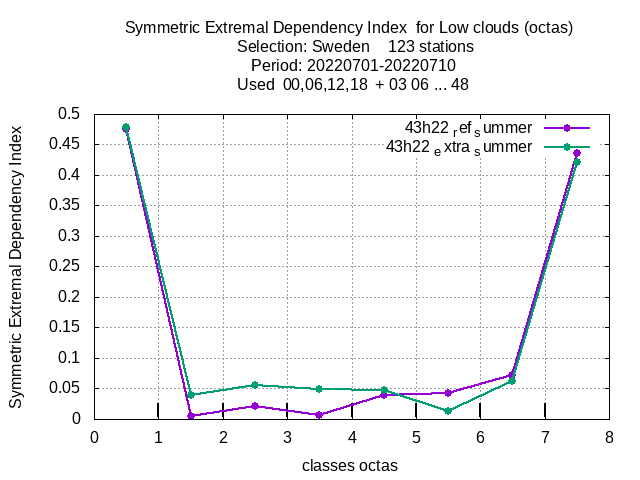 Symmetric Extremal Dependency Index  for Low clouds (octas)
Selection: Sweden    123 stations
Period: 20220701-20220710
Used  00,06,12,18  + 03 06 ... 48
43h22 ref summer
43h22 extra summer
Symmetric Extremal Dependency Index
0.5
0.45
0.4
0.35
0.3
0.25
0.2
0.15
0.1
0.05
0
0 1 2 3 4 5 6 7 8
classes octas